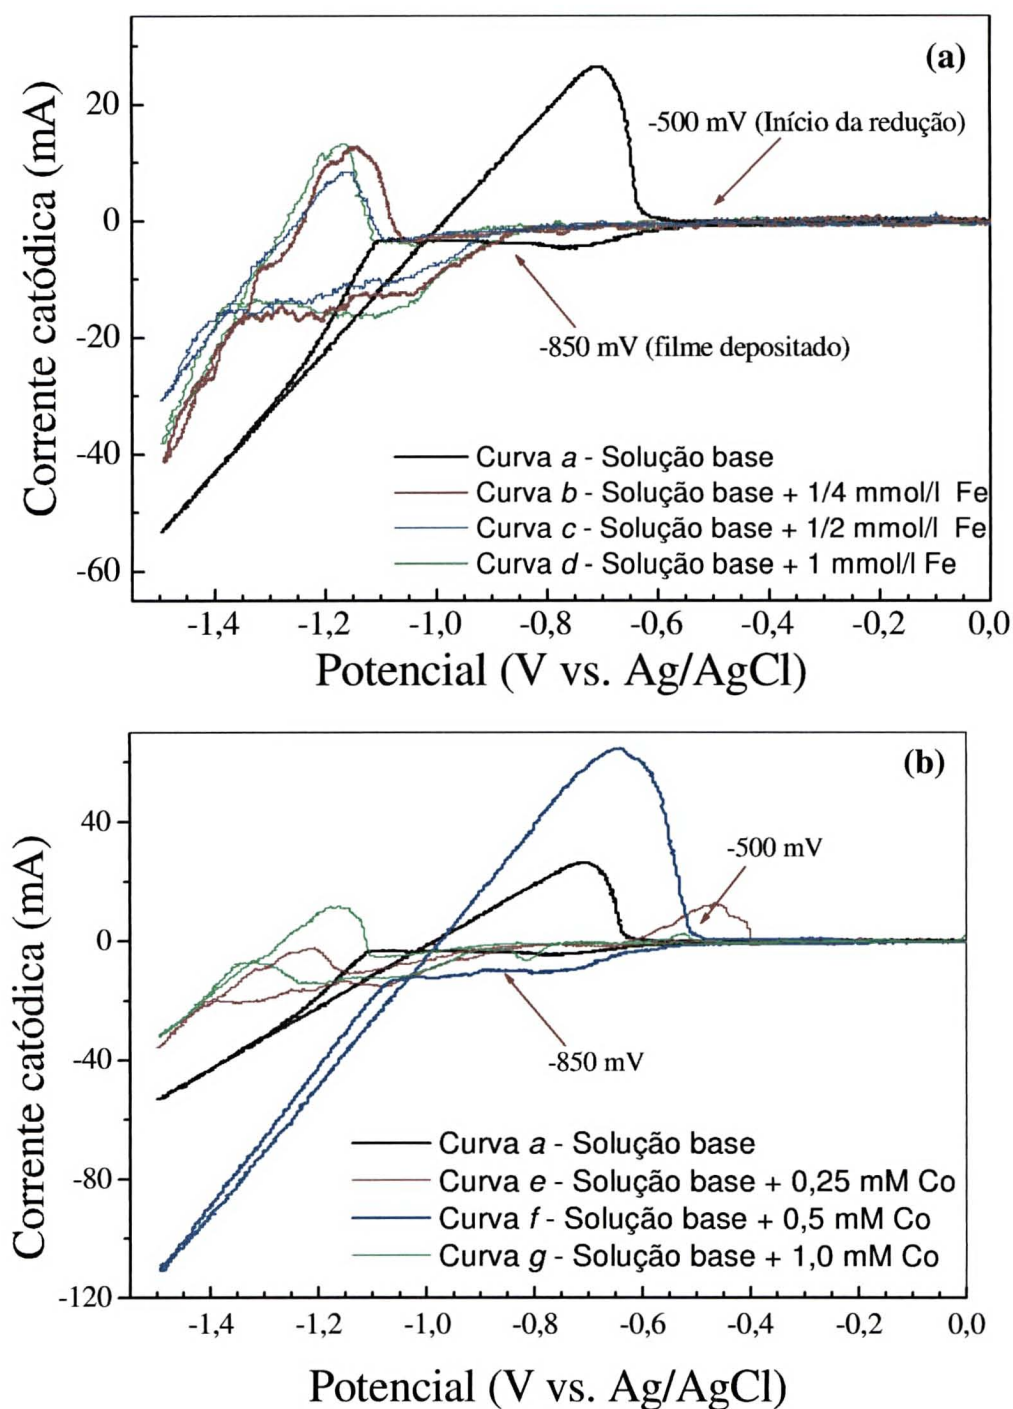 (a)
Corrente catódica (mA)
20
0
-20
-40
-60
-500 mV (Início da redução)
-850 mV (filme depositado)
Curva a - Solução base
Curva b - Solução base + 1/4 mmol/l Fe
Curva c - Solução base + 1/2 mmol/l Fe
Curva d - Solução base + 1 mmol/l Fe
-1,4 -1,2 -1,0 -0,8 -0,6 -0,4 -0,2 0,0
Potencial (V vs. Ag/AgCl)
(b)
Corrente catódica (mA)
40
0
-40
-80
-120
-500 mV
-850 mV
Curva a - Solução base
Curva e - Solução base + 0,25 mM Co
Curva f - Solução base + 0,5 mM Co
Curva g - Solução base + 1,0 mM Co
-1,4 -1,2 -1,0 -0,8 -0,6 -0,4 -0,2 0,0
Potencial (V vs. Ag/AgCl)